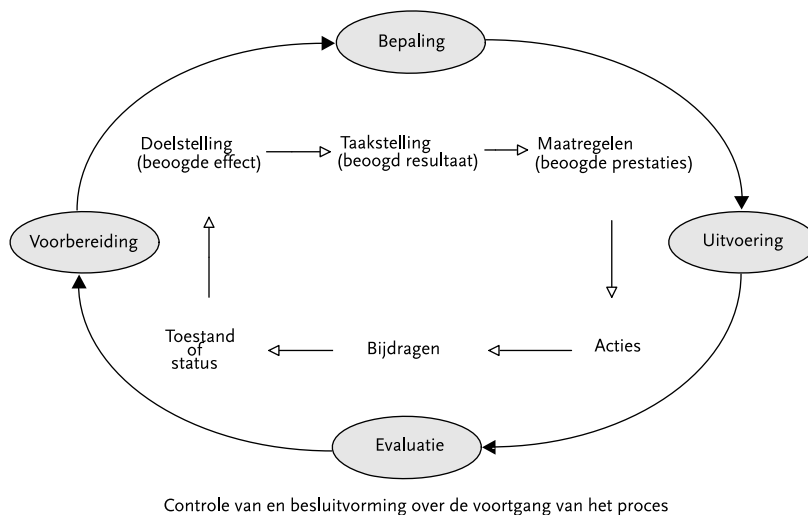 Bepaling
Doelstelling
(beoogde effect)
Taakstelling
(beoogd resultaat)
Maatregelen
(beoogde prestaties)
Voorbereiding
Uitvoering
Toestand
of
status
Bijdragen
Acties
Evaluatie
Controle van en besluitvorming over de voortgang van het proces